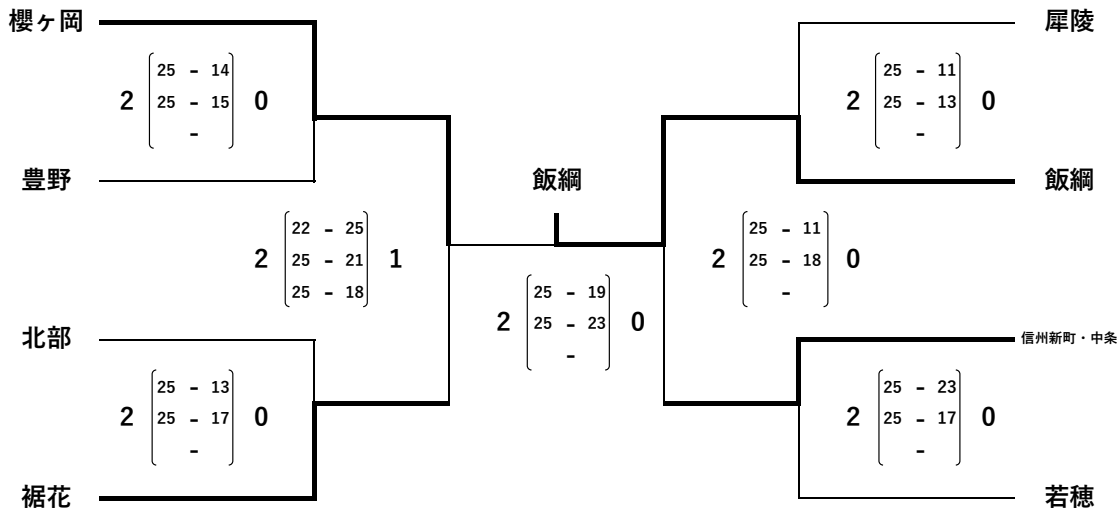 櫻ヶ岡
犀陵
25 - 14
25 - 11
2 25 - 15 0
2 25 - 13 0
-
-
豊野
飯綱
飯綱
22 - 25
25 - 11
2 25 - 21 1
2 25 - 18 0
25 - 18
-
25 - 19
2 25 - 23 0
-
北部
信州新町・中条
25 - 13
25 - 23
2 25 - 17 0
2 25 - 17 0
-
-
裾花
若穂